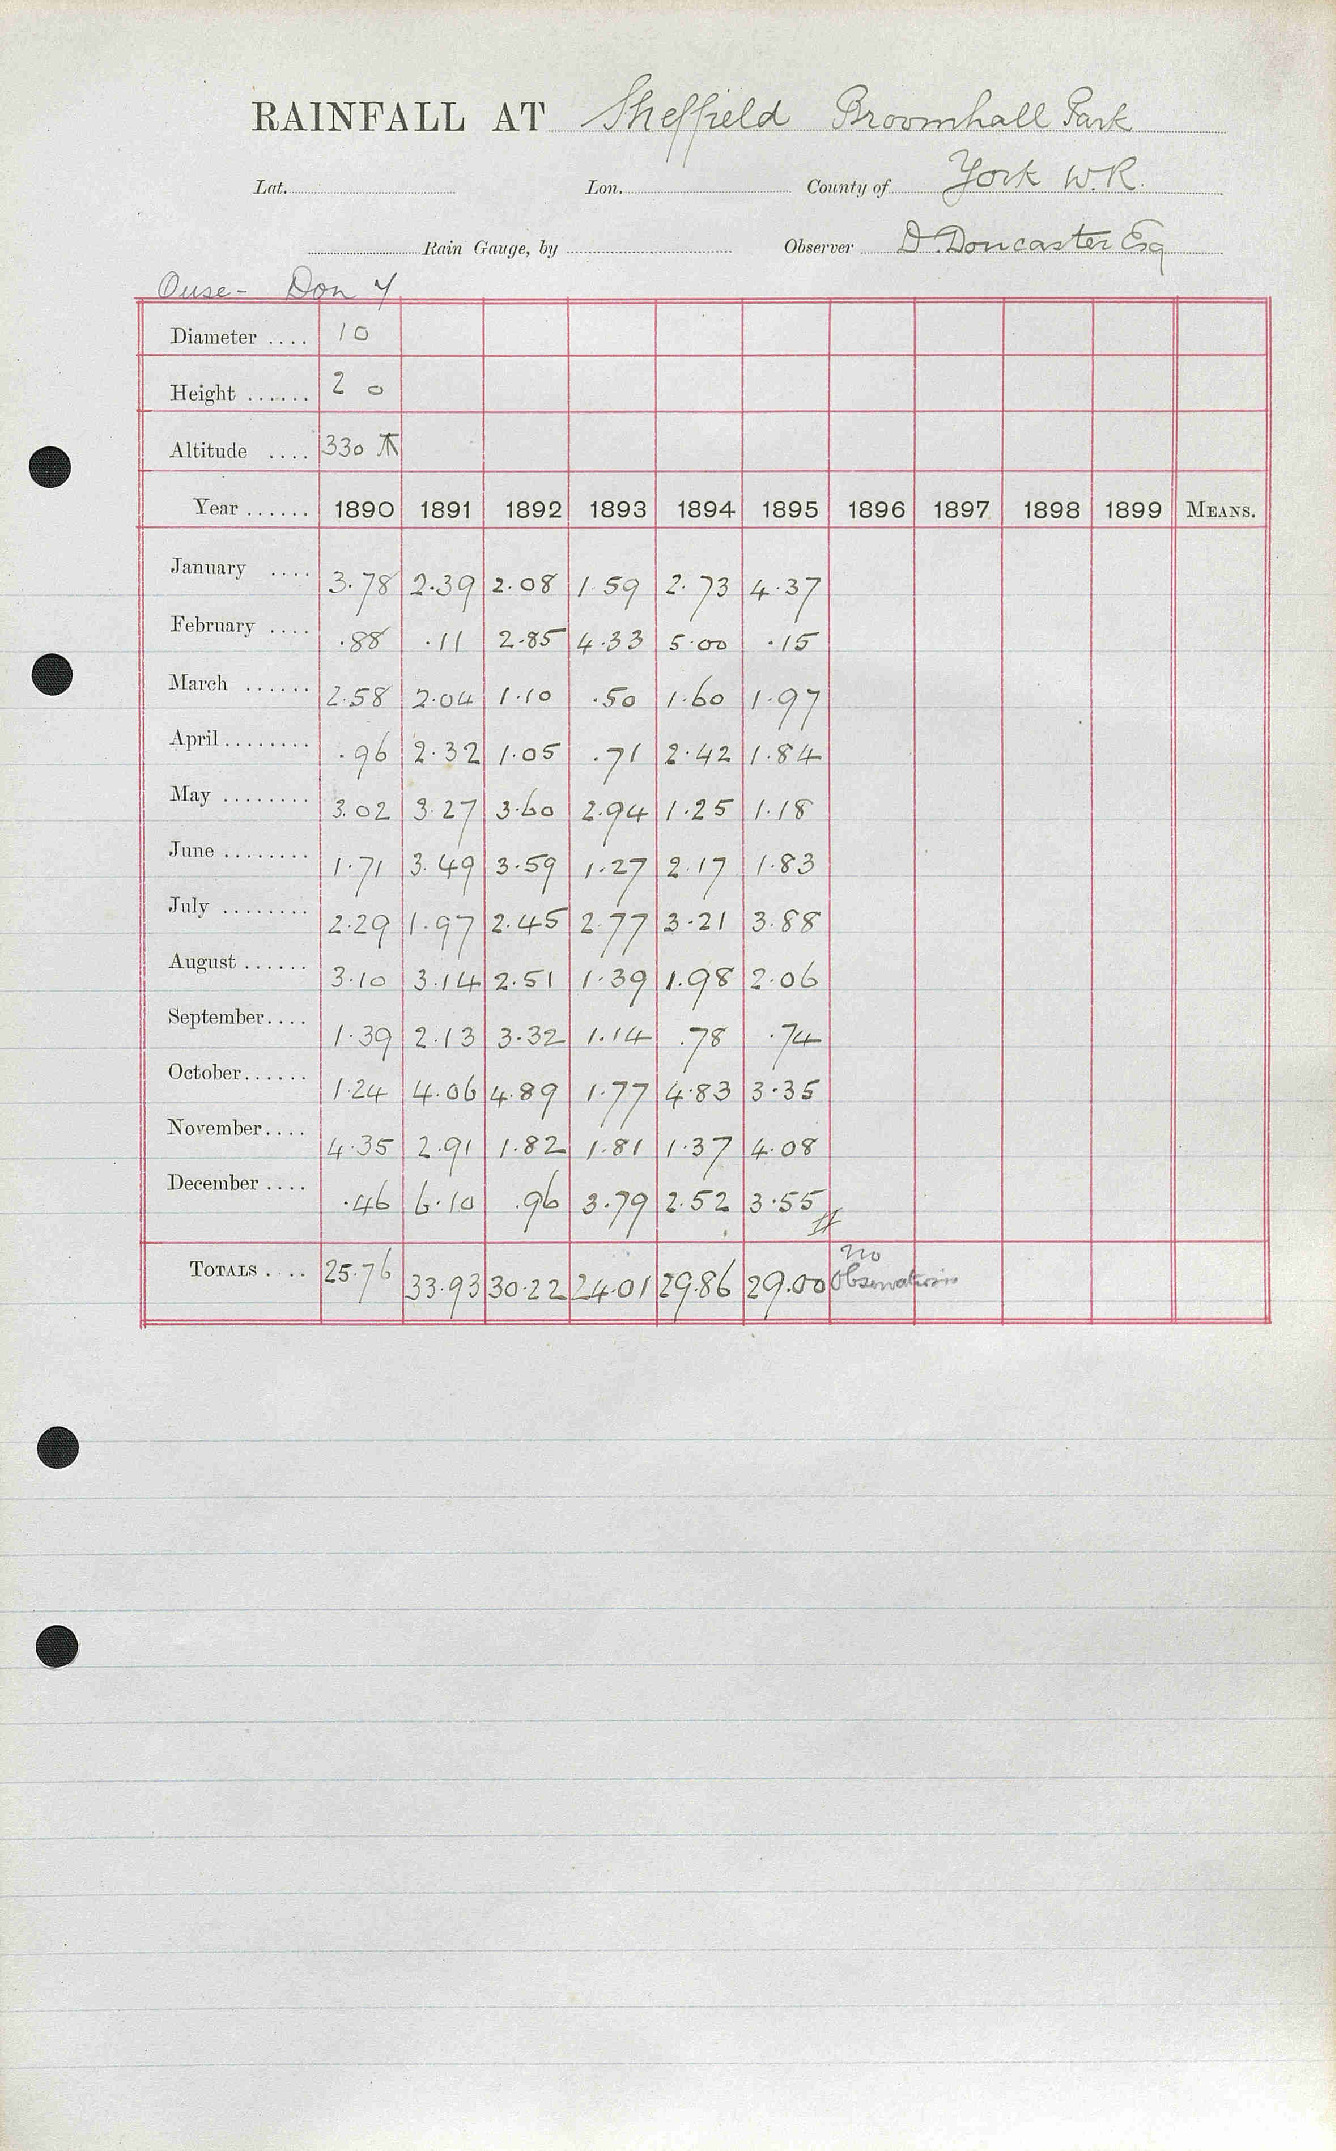 RAINFALL AT Sheffield Broomhall Park
Lat. Lon. County of York W.R.
Rain Gauge, by Observer D. Doncaster Esq
Ouse - Don 4
Diameter .... 10
Height ...... 2 0
Altitude .... 330
Year ...... 1890 1891 1892 1893 1894 1895 1896 1897 1898 1899 MEANS.
January .... 3.78 2.39 2.08 1.59 2.73 4.37
February .... .88 .11 2.85 4.33 5.00 .15
March ...... 2.58 2.04 1.10 .50 1.60 1.97
April ........ .96 2.32 1.05 .71 2.42 1.84
May ........ 3.02 3.27 3.60 2.94 1.25 1.18
June ........ 1.71 3.49 3.59 1.27 2.17 1.83
July ........ 2.29 1.97 2.45 2.77 3.21 3.88
August ...... 3.10 3.14 2.51 1.39 1.98 2.06
September.... 1.39 2.13 3.32 1.14 .78 .74
October...... 1.24 4.06 4.89 1.77 4.83 3.35
November.... 4.35 2.91 1.82 1.81 1.37 4.08
December .... .46 6.10 .96 3.79 2.52 3.55 #
TOTALS .... 25.76 33.93 30.22 24.01 29.86 29.00 no
Observations